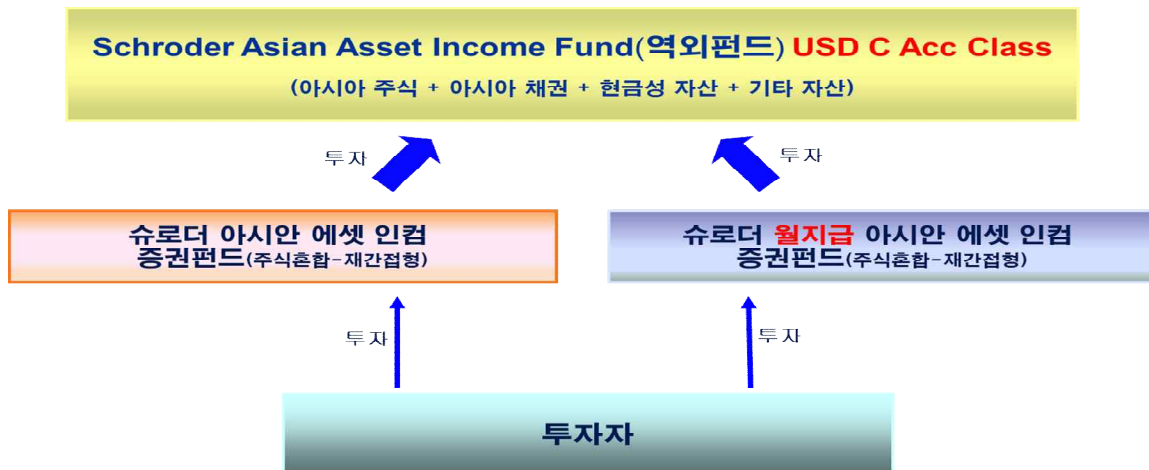 Schroder Asian Asset Income Fund(역외펀드) USD C Acc Class
(아시아 주식 + 아시아 채권 + 현금성 자산 + 기타 자산)
투자
투자
슈로더 아시안 에셋 인컴
증권펀드(주식혼합-재간접형)
슈로더 월지급 아시안 에셋 인컴
증권펀드(주식혼합-재간접형)
투자
투자
투자자